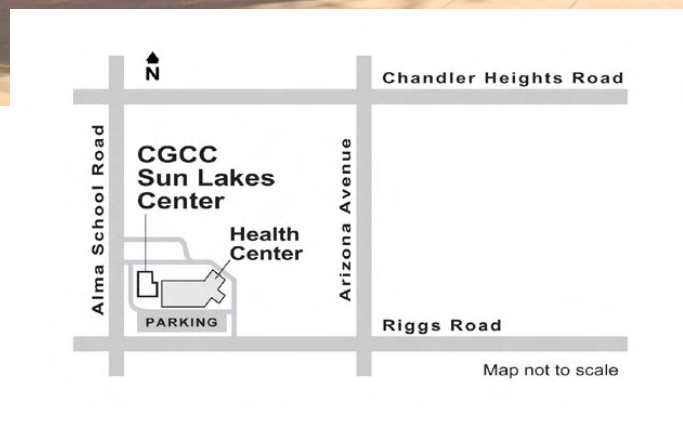 N
Chandler Heights Road
Alma School Road
CGCC
Sun Lakes
Center
Health
Center
Arizona Avenue
PARKING
Riggs Road
Map not to scale